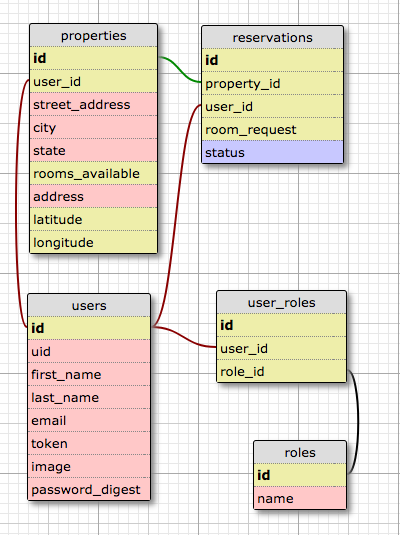 properties
id
user_id
street_address
city
state
rooms_available
address
latitude
longitude
reservations
id
property_id
user_id
room_request
status
users
id
uid
first_name
last_name
email
token
image
password_digest
user_roles
id
user_id
role_id
roles
id
name